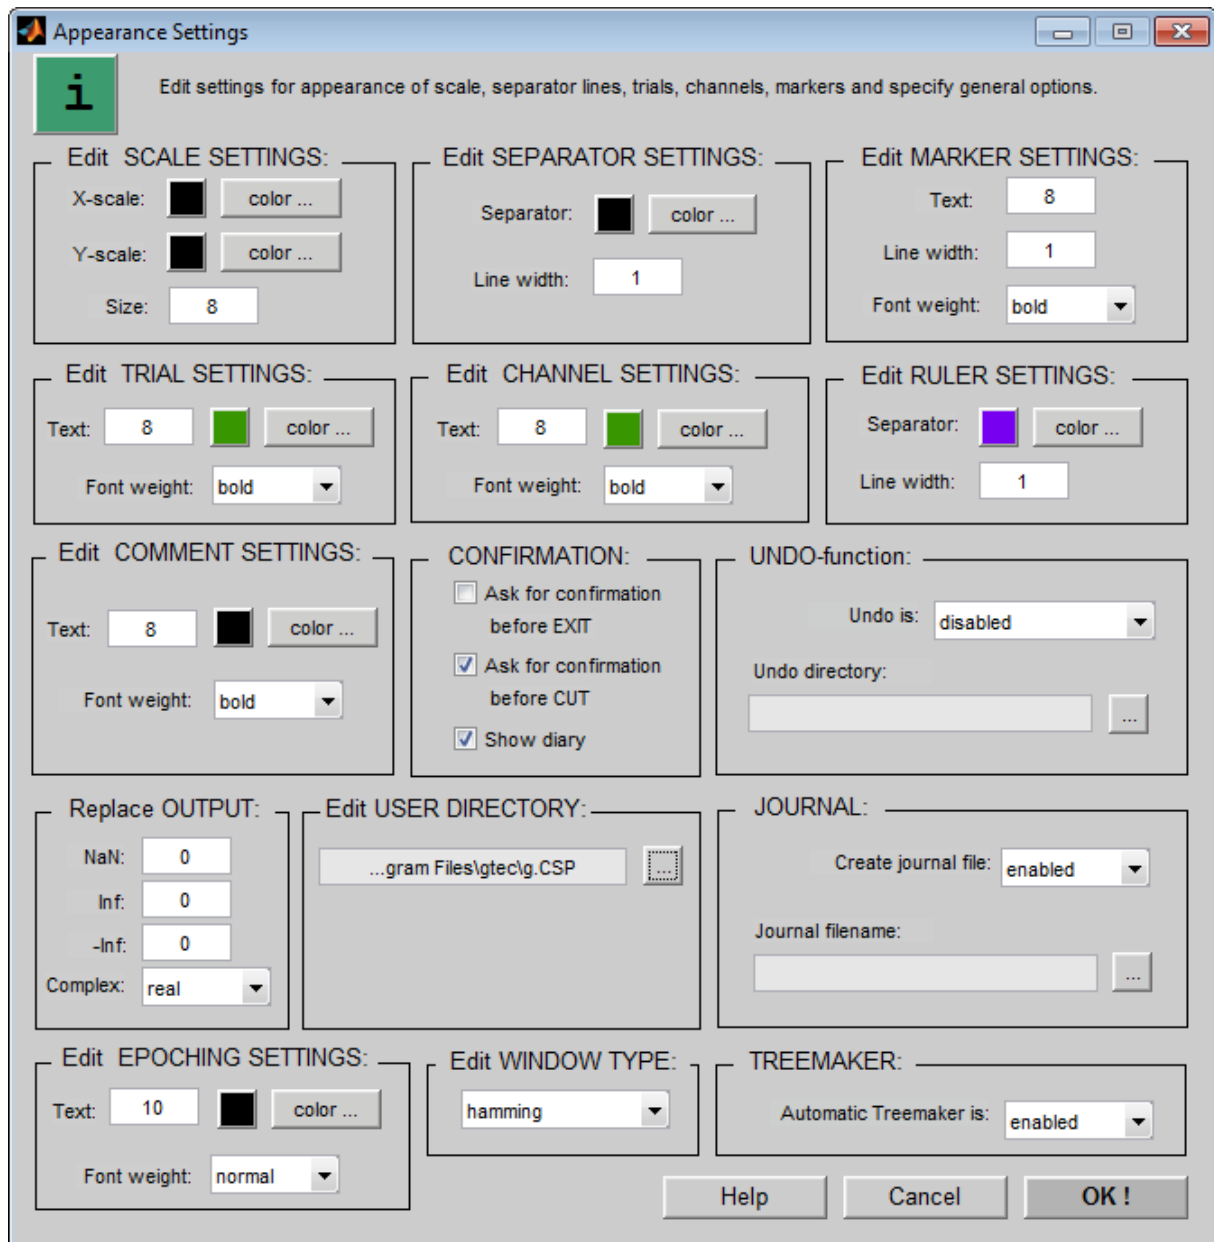 Appearance Settings
i
Edit settings for appearance of scale, separator lines, trials, channels, markers and specify general options.
Edit SCALE SETTINGS:
X-scale:
color ...
Y-scale:
color ...
Size:
8
Edit SEPARATOR SETTINGS:
Separator:
color ...
Line width:
1
Edit MARKER SETTINGS:
Text:
8
Line width:
1
Font weight:
bold
Edit TRIAL SETTINGS:
Text:
8
color ...
Font weight:
bold
Edit CHANNEL SETTINGS:
Text:
8
color ...
Font weight:
bold
Edit RULER SETTINGS:
Separator:
color ...
Line width:
1
Edit COMMENT SETTINGS:
Text:
8
color ...
Font weight:
bold
CONFIRMATION:
Ask for confirmation
before EXIT
Ask for confirmation
before CUT
Show diary
UNDO-function:
Undo is:
disabled
Undo directory:
...
Replace OUTPUT:
NaN:
0
Inf:
0
-Inf:
0
Complex:
real
Edit USER DIRECTORY:
...gram Files\gtec\g.CSP
...
JOURNAL:
Create journal file:
enabled
Journal filename:
...
Edit EPOCHING SETTINGS:
Text:
10
color ...
Font weight:
normal
Edit WINDOW TYPE:
hamming
TREEMAKER:
Automatic Treemaker is:
enabled
Help
Cancel
OK !